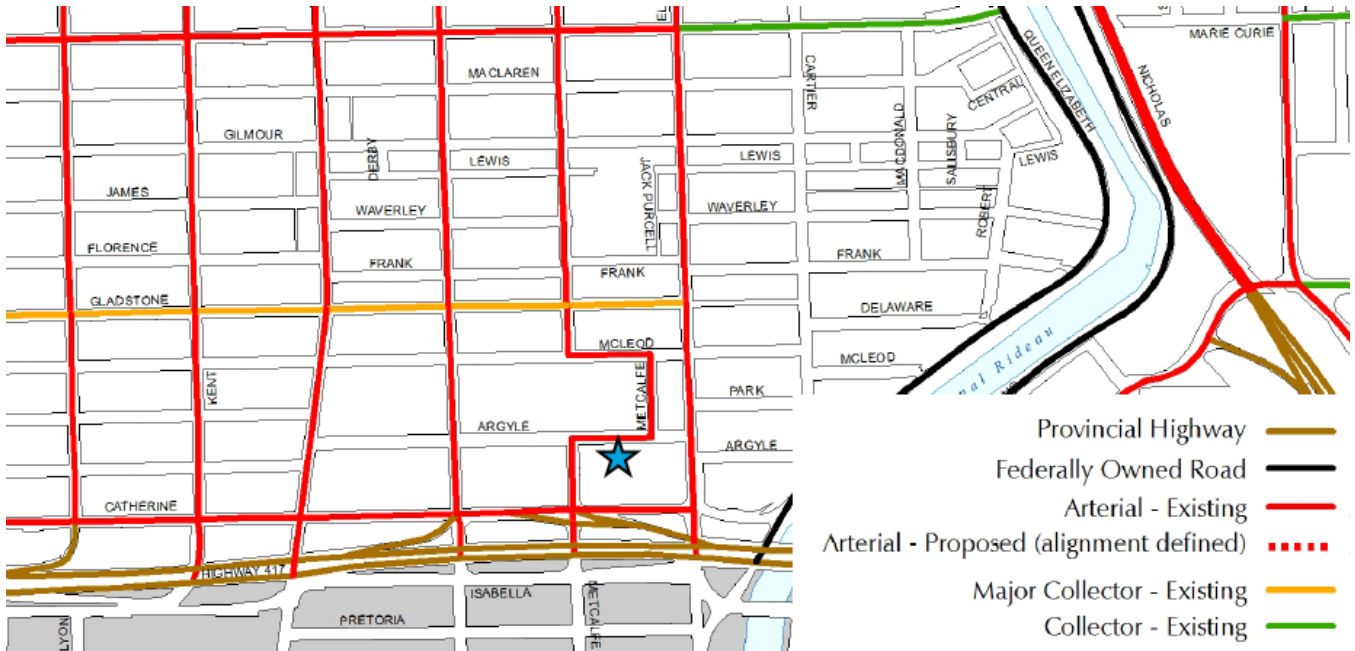 EL
MARIE CURIE
MACLAREN
CARTIER
QUEEN ELIZABETH
NICHOLAS
CENTRAL
GILMOUR
DERBY
LEWIS
JACK PURCELL
LEWIS
MACDONALD
SALISBURY
LEWIS
JAMES
WAVERLEY
WAVERLEY
ROBERT
FLORENCE
FRANK
FRANK
FRANK
GLADSTONE
DELAWARE
MCLEOD
MCLEOD
nal Rideau
KENT
METCALFE
PARK
ARGYLE
ARGYLE
CATHERINE
HIGHWAY 417
ISABELLA
METCALFE
PRETORIA
LYON
Provincial Highway
Federally Owned Road
Arterial - Existing
Arterial - Proposed (alignment defined)
Major Collector - Existing
Collector - Existing